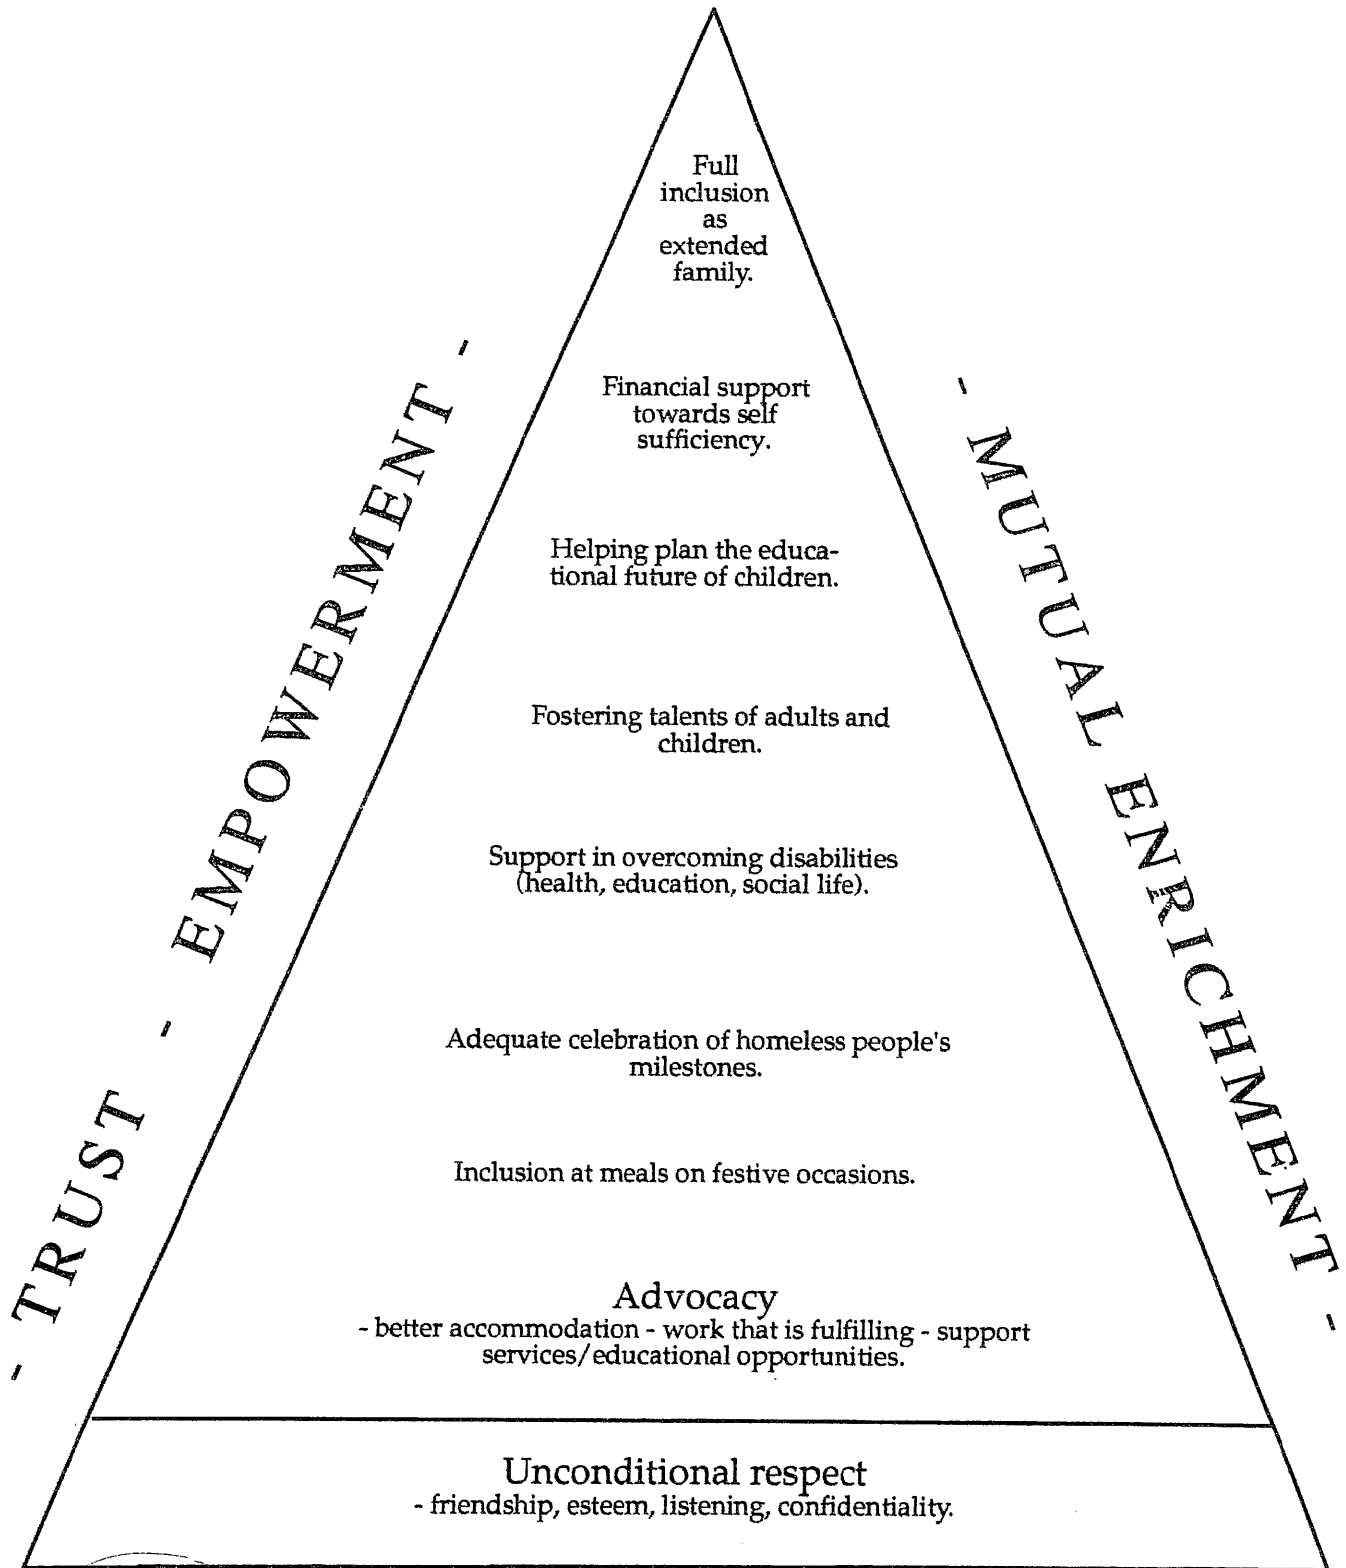 Full
inclusion
as
extended
family.
Financial support
towards self
sufficiency.
Helping plan the educa-
tional future of children.
Fostering talents of adults and
children.
Support in overcoming disabilities
(health, education, social life).
Adequate celebration of homeless people's
milestones.
Inclusion at meals on festive occasions.
Advocacy
- better accommodation - work that is fulfilling - support
services/educational opportunities.
Unconditional respect
- friendship, esteem, listening, confidentiality.
- TRUST - EMPOWERMENT -
- MUTUAL ENRICHMENT -